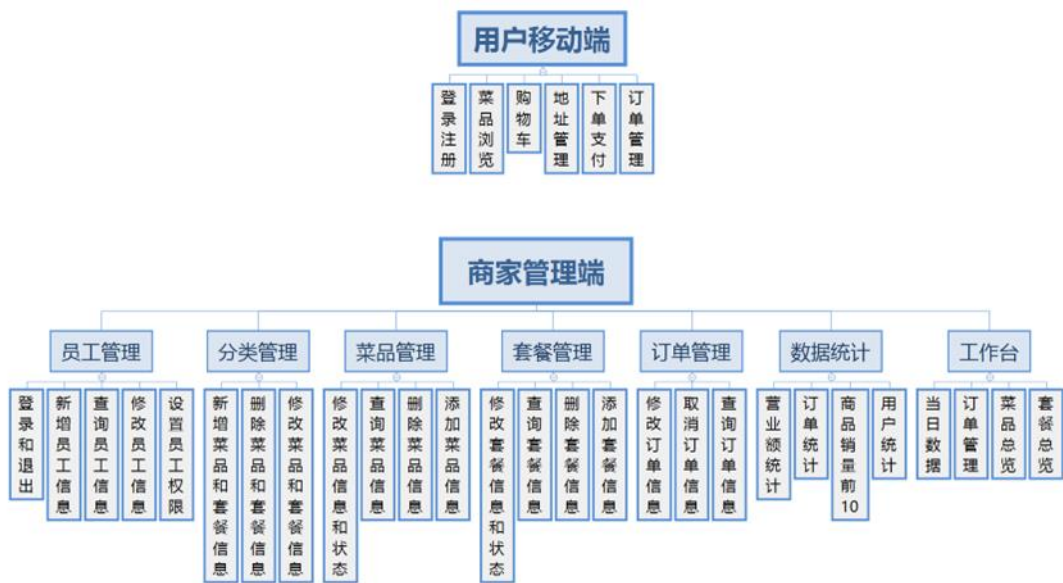 用户移动端
登录注册
菜品浏览
购物车
地址管理
下单支付
订单管理
商家管理端
员工管理
分类管理
菜品管理
套餐管理
订单管理
数据统计
工作台
登录和退出
新增员工信息
查询员工信息
修改员工信息
设置员工权限
新增菜品和套餐信息
删除菜品和套餐信息
修改菜品和套餐信息
修改菜品信息和状态
查询菜品信息
删除菜品信息
添加菜品信息
修改套餐信息和状态
查询套餐信息
删除套餐信息
添加套餐信息
修改订单信息
取消订单信息
查询订单信息
营业额统计
订单统计
商品销量前10
用户统计
当日数据
订单管理
菜品总览
套餐总览